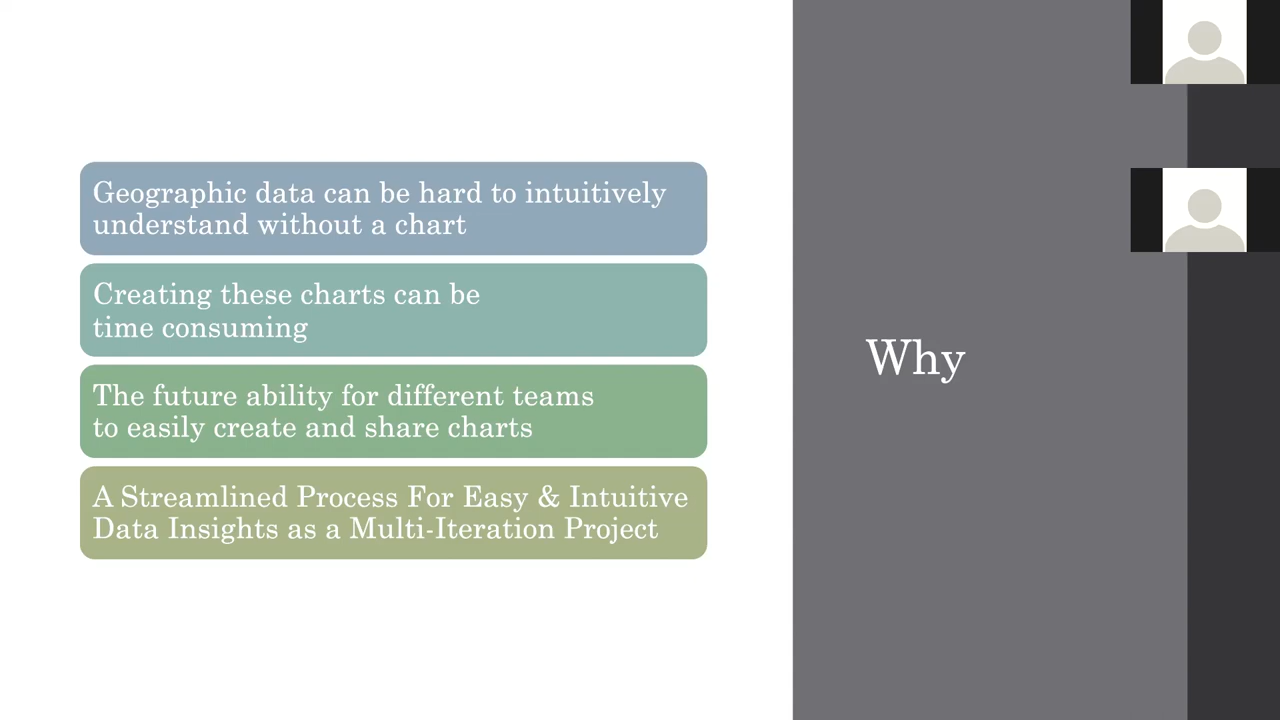 Geographic data can be hard to intuitively
understand without a chart
Creating these charts can be
time consuming
The future ability for different teams
to easily create and share charts
A Streamlined Process For Easy & Intuitive
Data Insights as a Multi-Iteration Project
Why